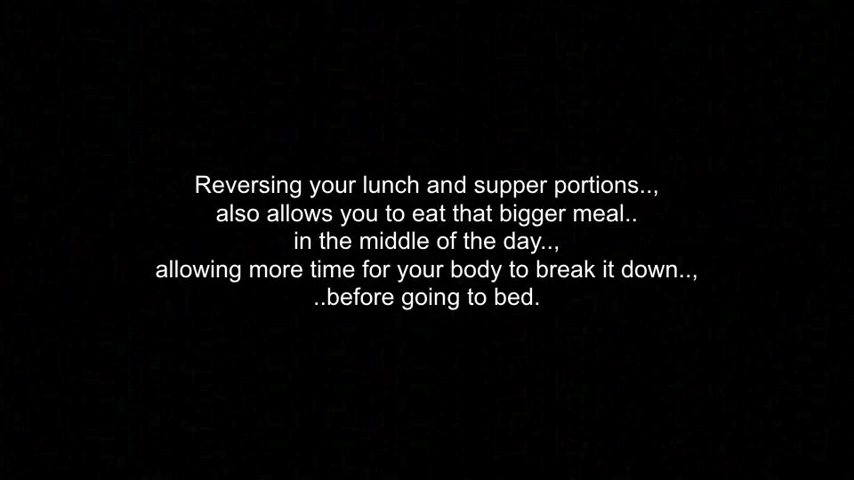 Reversing your lunch and supper portions..,
also allows you to eat that bigger meal..
in the middle of the day..,
allowing more time for your body to break it down..,
..before going to bed.